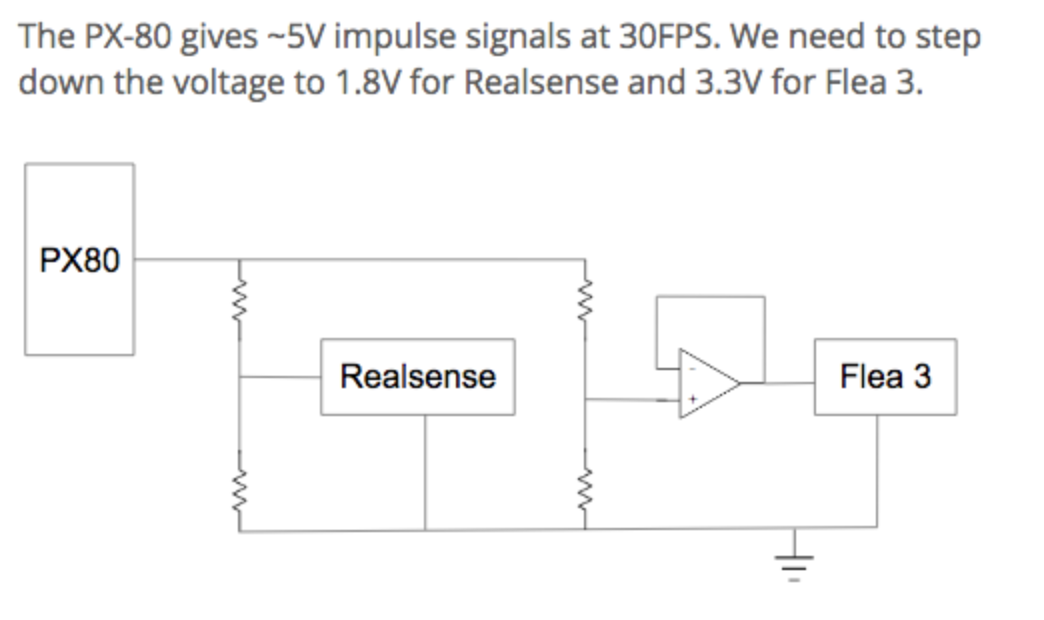 The PX-80 gives ~5V impulse signals at 30FPS. We need to step
down the voltage to 1.8V for Realsense and 3.3V for Flea 3.
PX80
Realsense
-
+
Flea 3